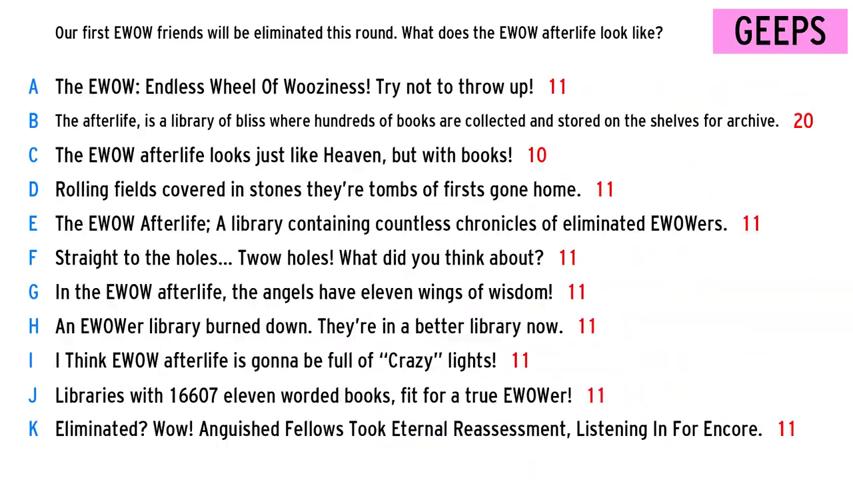 Our first EWOW friends will be eliminated this round. What does the EWOW afterlife look like?
GEEPS
A The EWOW: Endless Wheel Of Wooziness! Try not to throw up! 11
B The afterlife, is a library of bliss where hundreds of books are collected and stored on the shelves for archive. 20
C The EWOW afterlife looks just like Heaven, but with books! 10
D Rolling fields covered in stones they're tombs of firsts gone home. 11
E The EWOW Afterlife; A library containing countless chronicles of eliminated EWOWers. 11
F Straight to the holes... Twow holes! What did you think about? 11
G In the EWOW afterlife, the angels have eleven wings of wisdom! 11
H An EWOWer library burned down. They're in a better library now. 11
I I Think EWOW afterlife is gonna be full of “Crazy” lights! 11
J Libraries with 16607 eleven worded books, fit for a true EWOWer! 11
K Eliminated? Wow! Anguished Fellows Took Eternal Reassessment, Listening In For Encore. 11